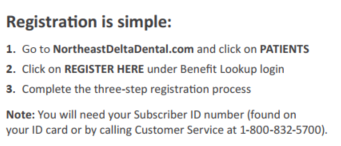 Registration is simple:
1. Go to NortheastDeltaDental.com and click on PATIENTS
2. Click on REGISTER HERE under Benefit Lookup login
3. Complete the three-step registration process
Note: You will need your Subscriber ID number (found on
your ID card or by calling Customer Service at 1-800-832-5700).